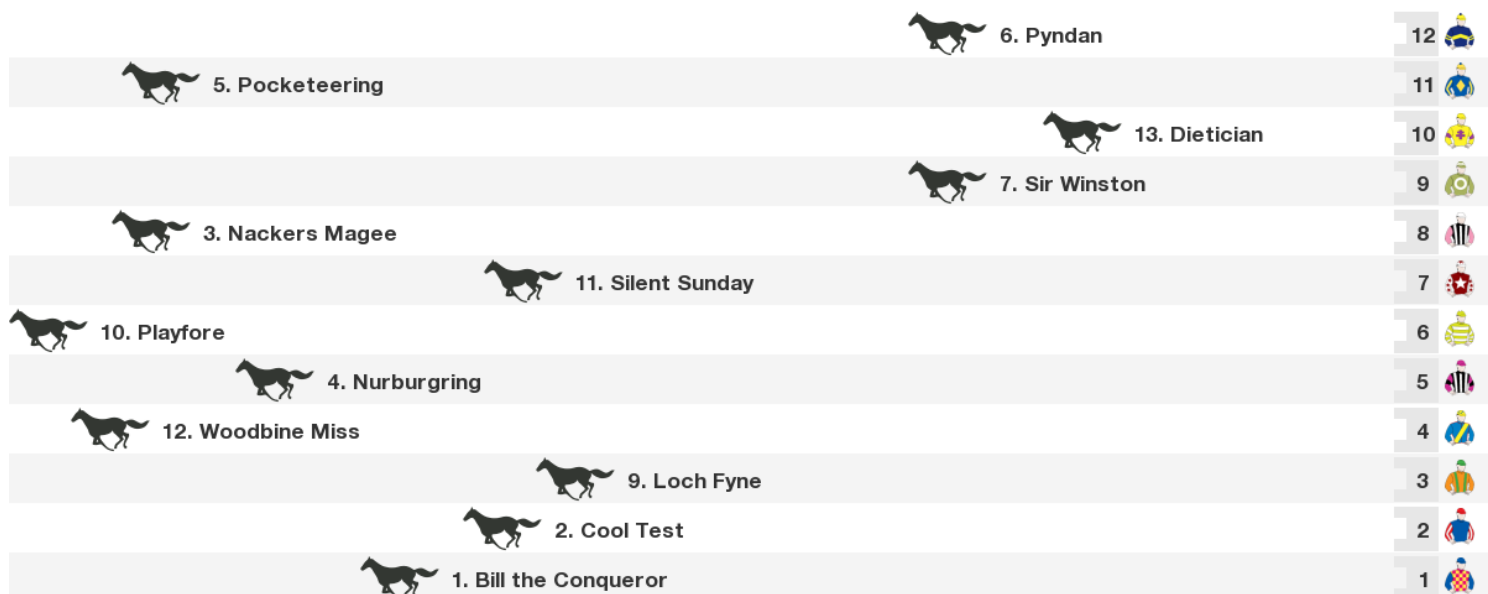 6. Pyndan 12
5. Pocketeering 11
13. Dietician 10
7. Sir Winston 9
3. Nackers Magee 8
11. Silent Sunday 7
10. Playfore 6
4. Nurburgring 5
12. Woodbine Miss 4
9. Loch Fyne 3
2. Cool Test 2
1. Bill the Conqueror 1